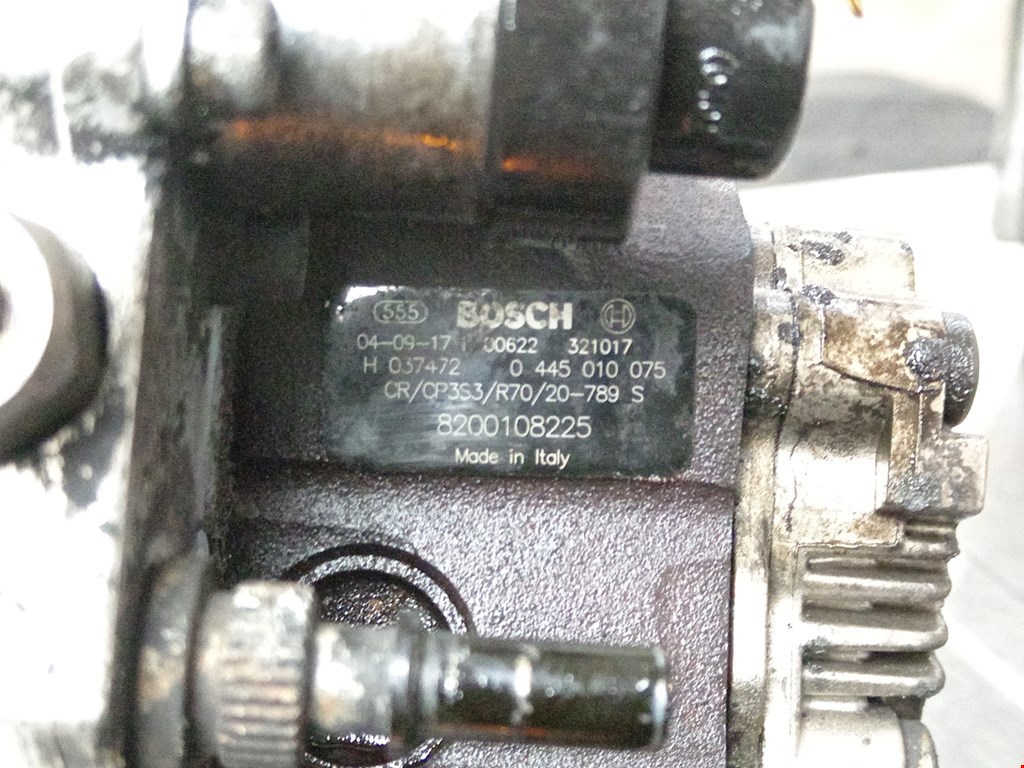 555 BOSCH
04-09-17 1 00622 321017
H 037472 0 445 010 075
CR/CP3S3/R70/20-789 S
8200108225
Made in Italy